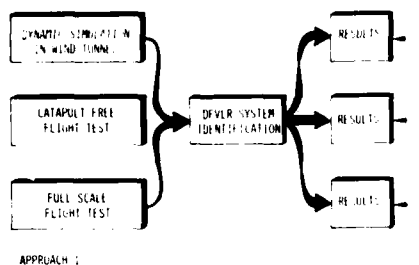 DYNAMIC SIMULATION
IN WIND TUNNEL
CATAPULT FREE
FLIGHT TEST
FULL SCALE
FLIGHT TEST
DFVLR SYSTEM
IDENTIFICATION
RESULTS
RESULTS
RESULTS
APPROACH 1